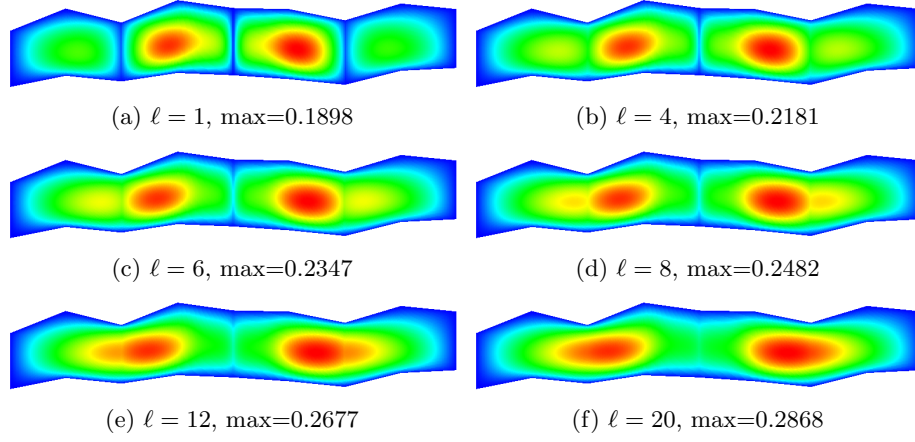 (a) ℓ = 1, max=0.1898
(b) ℓ = 4, max=0.2181
(c) ℓ = 6, max=0.2347
(d) ℓ = 8, max=0.2482
(e) ℓ = 12, max=0.2677
(f) ℓ = 20, max=0.2868